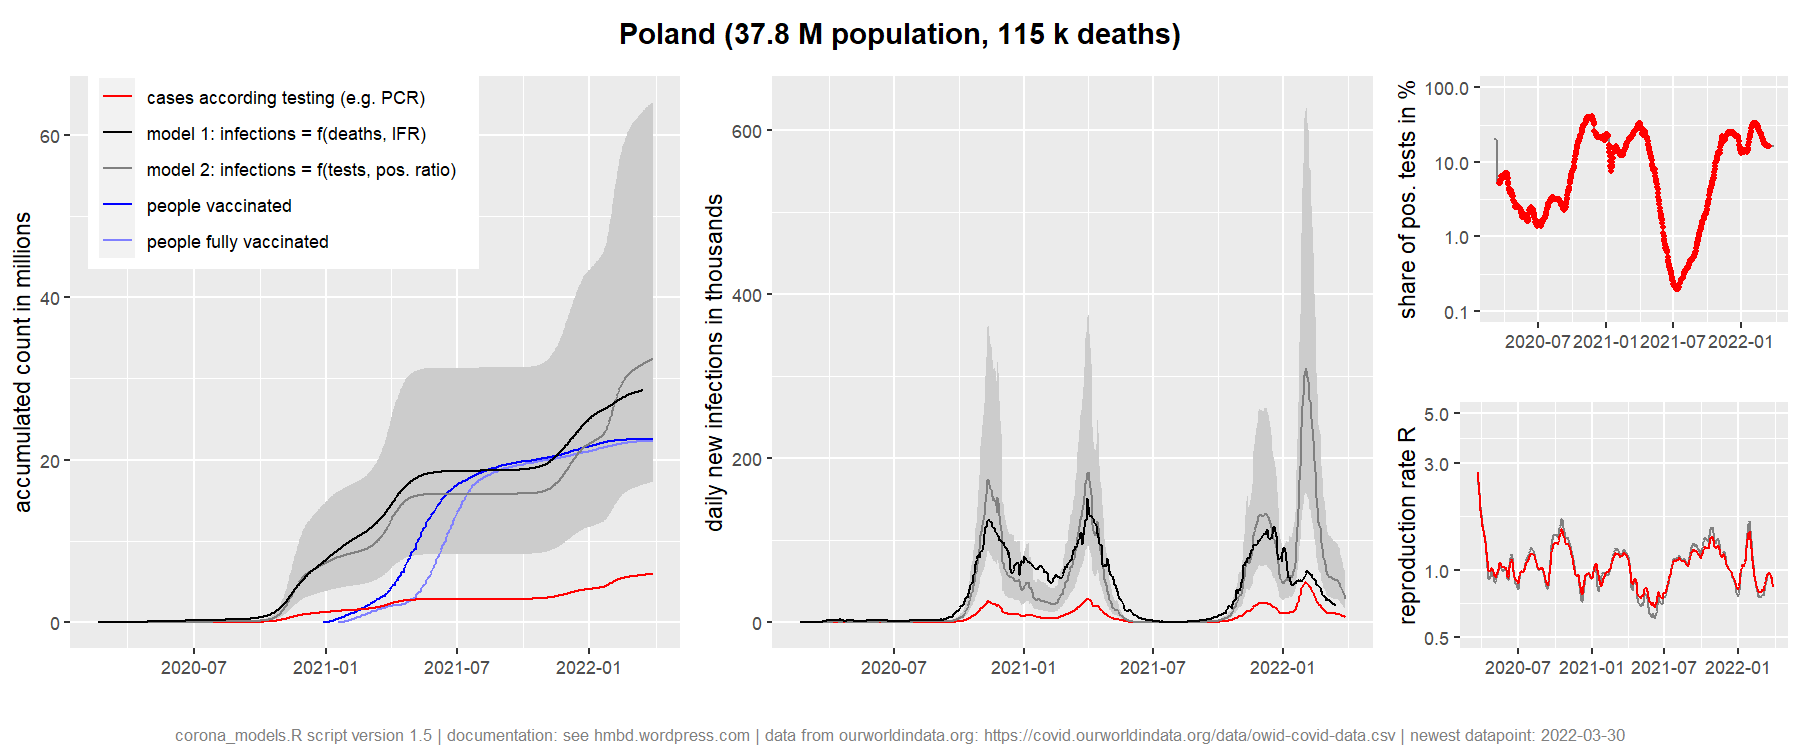 Poland (37.8 M population, 115 k deaths)
cases according testing (e.g. PCR)
model 1: infections = f(deaths, IFR)
model 2: infections = f(tests, pos. ratio)
people vaccinated
people fully vaccinated
accumulated count in millions
60
40
20
0
2020-07 2021-01 2021-07 2022-01
daily new infections in thousands
600
400
200
0
2020-07 2021-01 2021-07 2022-01
share of pos. tests in %
100.0
10.0
1.0
0.1
2020-07 2021-01 2021-07 2022-01
reproduction rate R
5.0
3.0
1.0
0.5
2020-07 2021-01 2021-07 2022-01
corona_models.R script version 1.5 | documentation: see hmbd.wordpress.com | data from ourworldindata.org: https://covid.ourworldindata.org/data/owid-covid-data.csv | newest datapoint: 2022-03-30